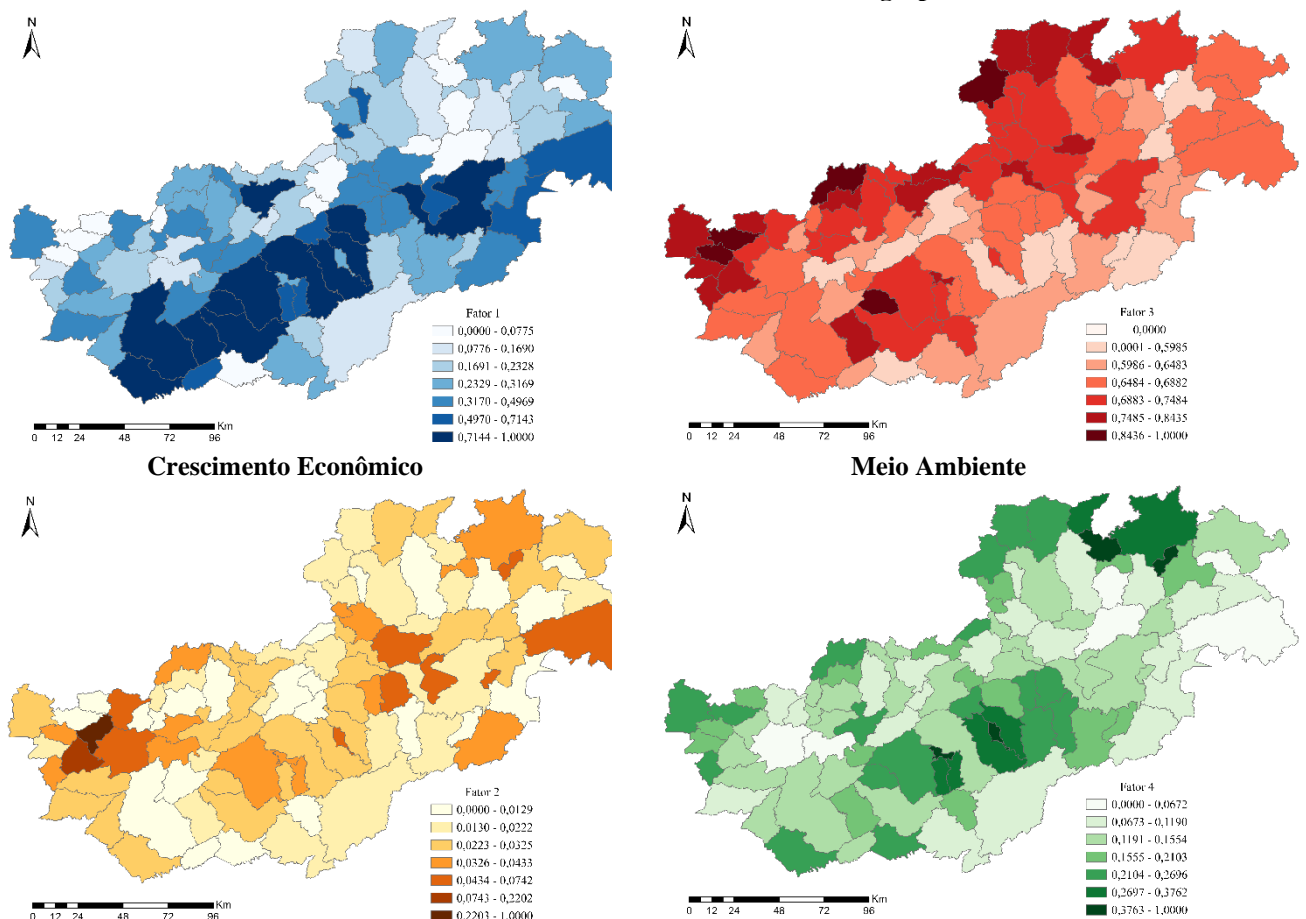 N
Fator 1
0,0000 - 0,0775
0,0776 - 0,1690
0,1691 - 0,2328
0,2329 - 0,3169
0,3170 - 0,4969
0,4970 - 0,7143
0,7144 - 1,0000
0 12 24 48 72 96 Km
N
Fator 3
0,0000
0,0001 - 0,5985
0,5986 - 0,6483
0,6484 - 0,6882
0,6883 - 0,7484
0,7485 - 0,8435
0,8436 - 1,0000
0 12 24 48 72 96 Km
Crescimento Econômico
Meio Ambiente
N
Fator 2
0,0000 - 0,0129
0,0130 - 0,0222
0,0223 - 0,0325
0,0326 - 0,0433
0,0434 - 0,0742
0,0743 - 0,2202
0,2203 - 1,0000
0 12 24 48 72 96 Km
N
Fator 4
0,0000 - 0,0672
0,0673 - 0,1190
0,1191 - 0,1554
0,1555 - 0,2103
0,2104 - 0,2696
0,2697 - 0,3762
0,3763 - 1,0000
0 12 24 48 72 96 Km